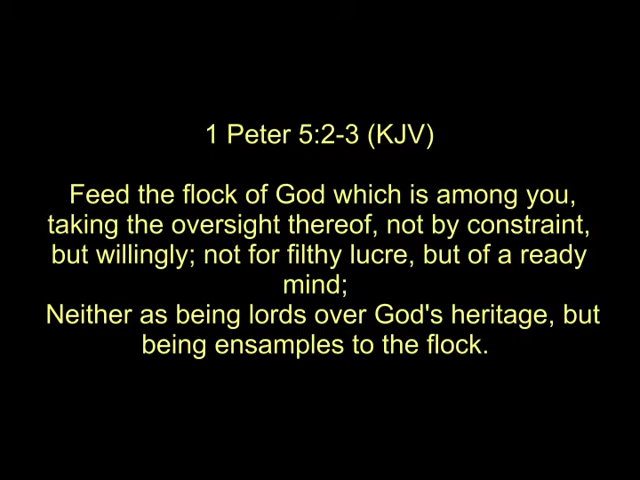 1 Peter 5:2-3 (KJV)
Feed the flock of God which is among you,
taking the oversight thereof, not by constraint,
but willingly; not for filthy lucre, but of a ready
mind;
Neither as being lords over God's heritage, but
being ensamples to the flock.